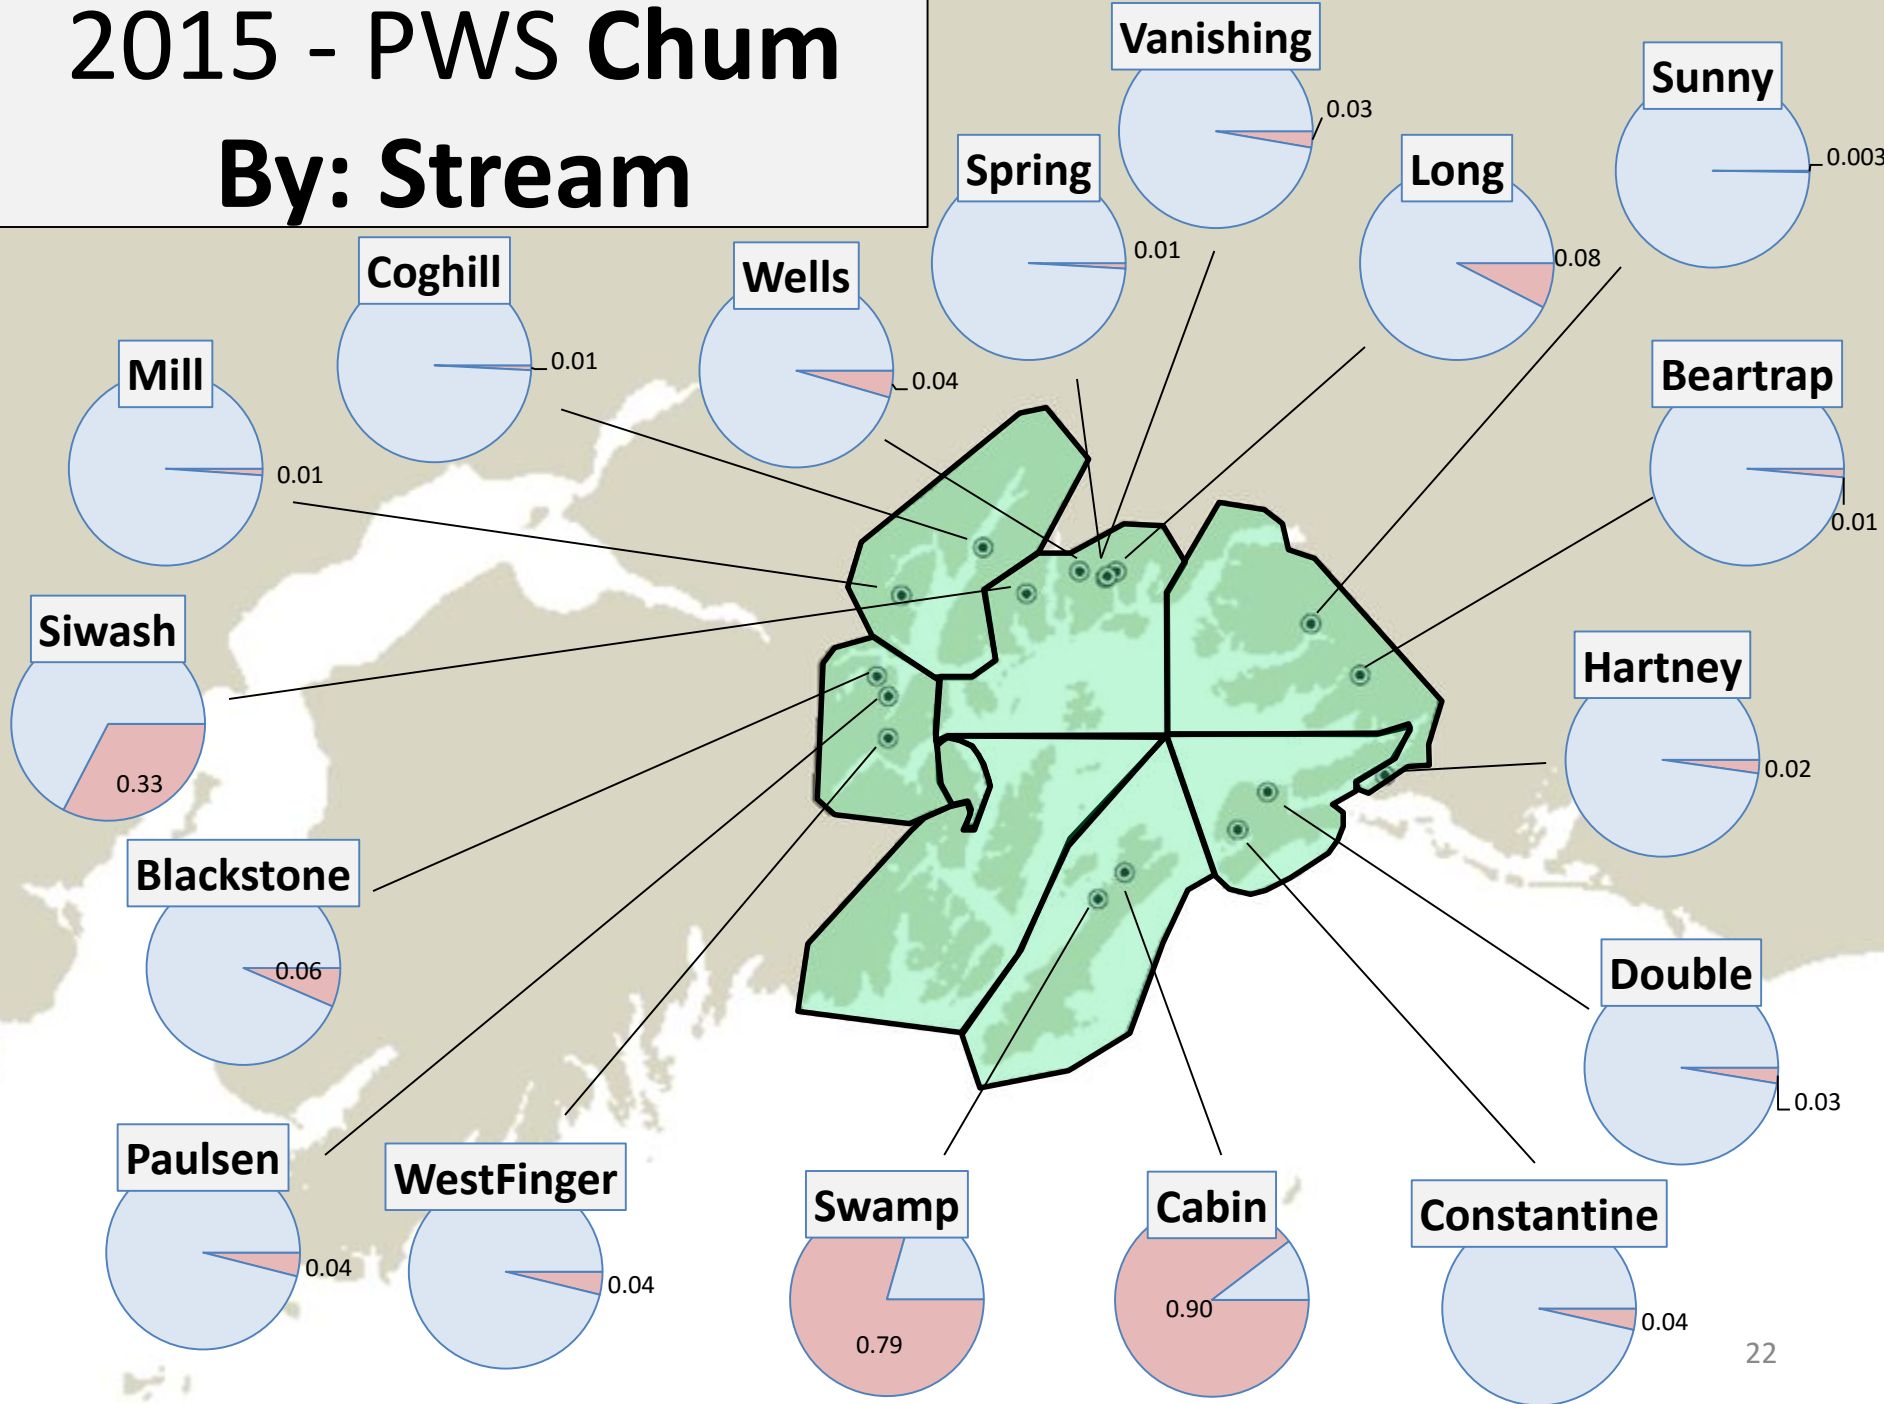 2015 - PWS Chum
By: Stream
Vanishing
0.03
Sunny
0.003
Spring
0.01
Long
0.08
Coghill
0.01
Wells
0.04
Mill
0.01
Beartrap
0.01
Siwash
0.33
Hartney
0.02
Blackstone
0.06
Double
0.03
Paulsen
0.04
WestFinger
0.04
Swamp
0.79
Cabin
0.90
Constantine
0.04
22